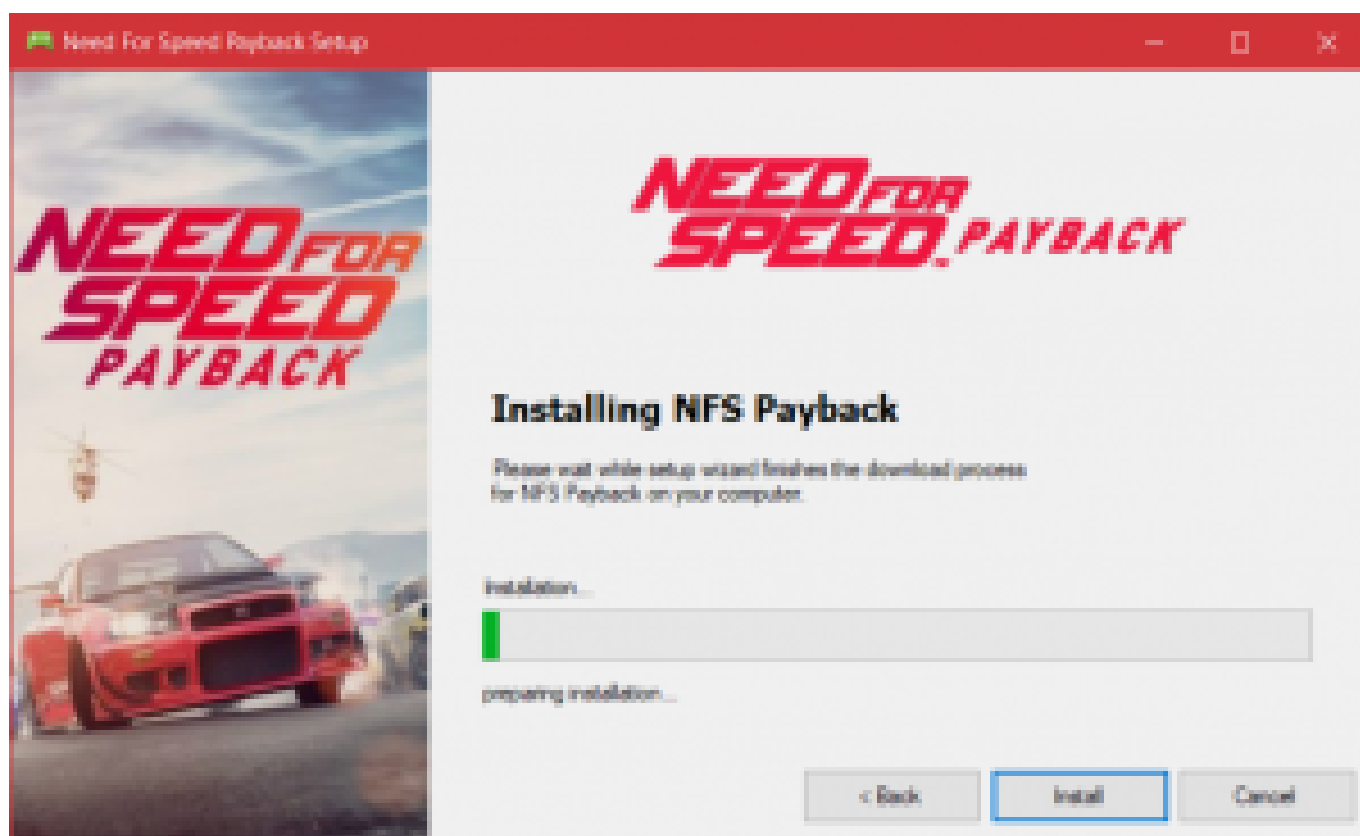 Need For Speed Payback Setup
NEED FOR
SPEED
PAYBACK
NEED FOR
SPEED™ PAYBACK
Installing NFS Payback
Please wait while setup wizard finishes the download process
for NFS Payback on your computer.
Installation...
preparing installation...
< Back
Install
Cancel